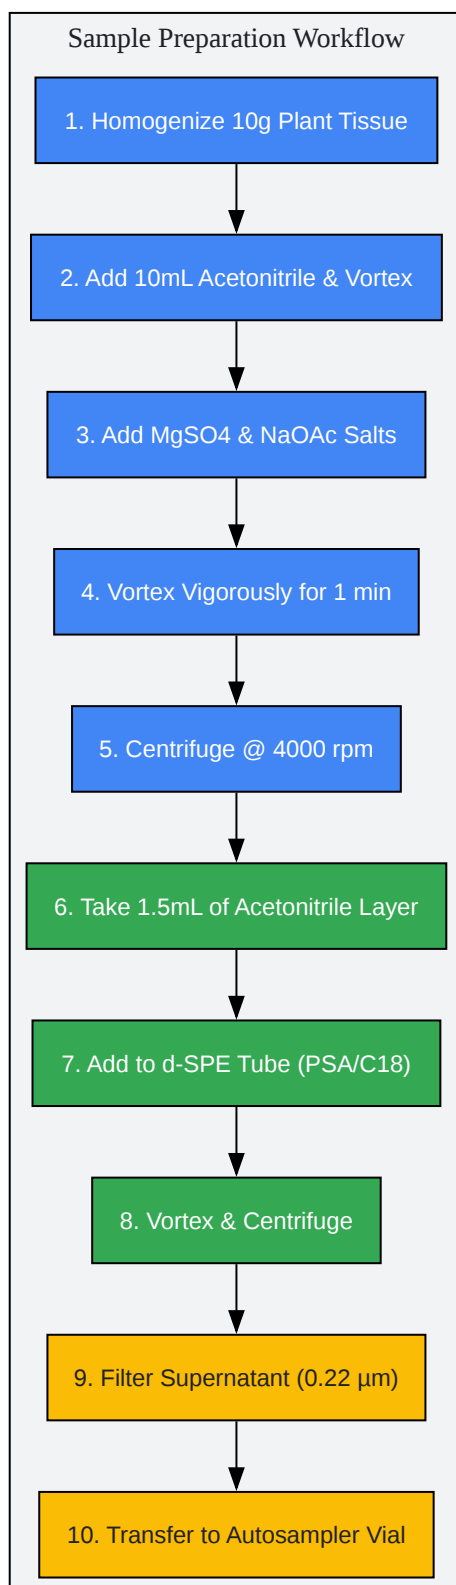 Sample Preparation Workflow
1. Homogenize 10g Plant Tissue
2. Add 10mL Acetonitrile & Vortex
3. Add MgSO4 & NaOAc Salts
4. Vortex Vigorously for 1 min
5. Centrifuge @ 4000 rpm
6. Take 1.5mL of Acetonitrile Layer
7. Add to d-SPE Tube (PSA/C18)
8. Vortex & Centrifuge
9. Filter Supernatant (0.22 µm)
10. Transfer to Autosampler Vial